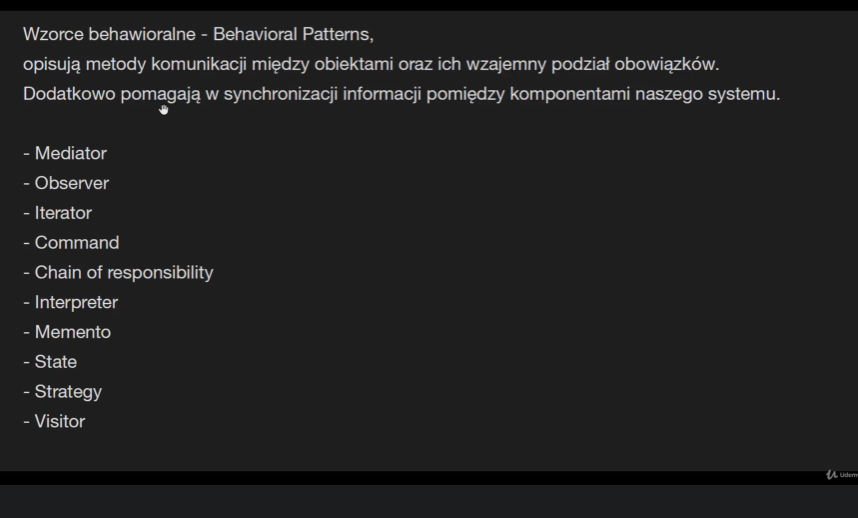 Wzorce behawioralne - Behavioral Patterns,
opisują metody komunikacji między obiektami oraz ich wzajemny podział obowiązków.
Dodatkowo pomagają w synchronizacji informacji pomiędzy komponentami naszego systemu.
- Mediator
- Observer
- Iterator
- Command
- Chain of responsibility
- Interpreter
- Memento
- State
- Strategy
- Visitor